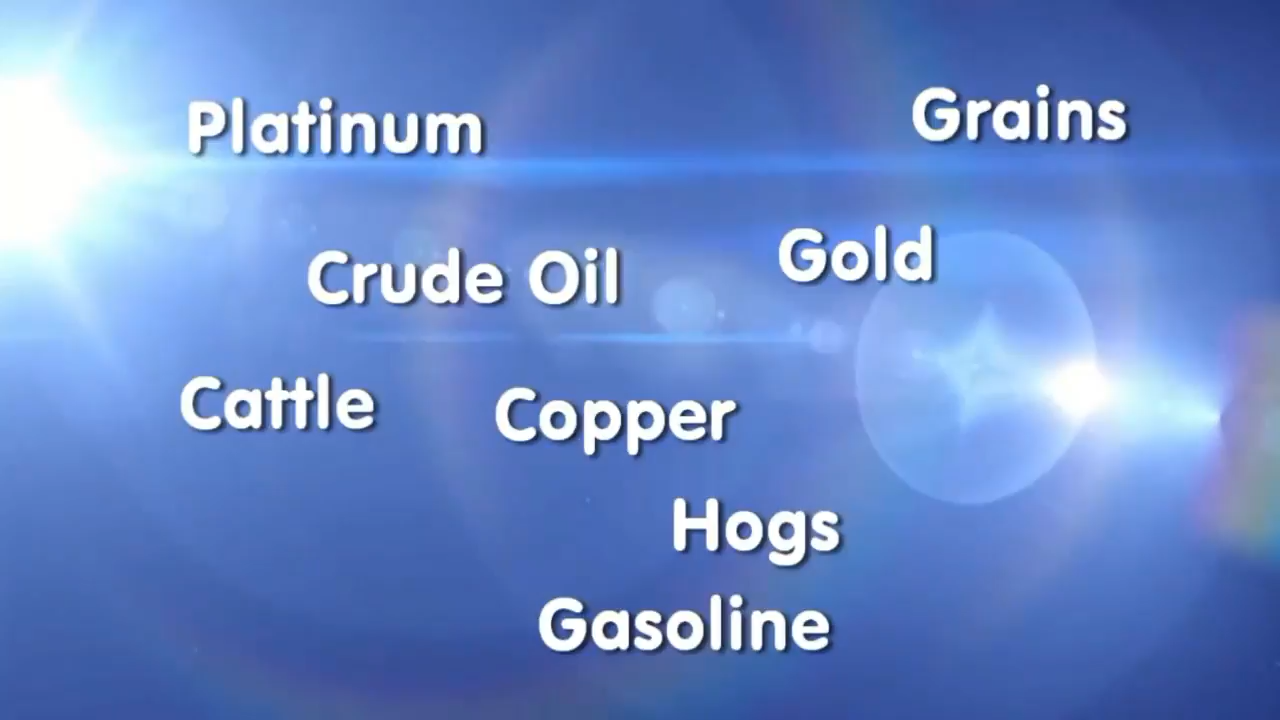 Platinum
Grains
Crude Oil
Gold
Cattle
Copper
Hogs
Gasoline